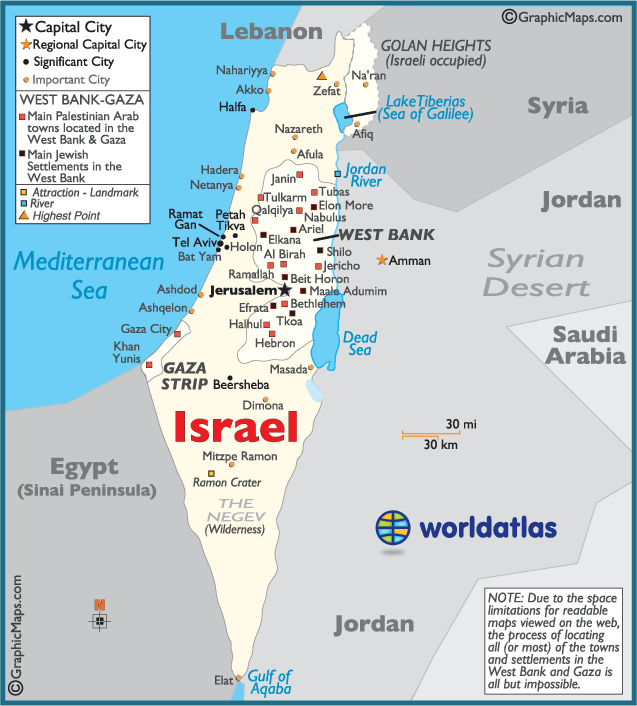 ©GraphicMaps.com
Capital City
Regional Capital City
Significant City
Important City
WEST BANK-GAZA
Main Palestinian Arab
towns located in the
West Bank & Gaza
Main Jewish
Settlements in the
West Bank
Attraction - Landmark
River
Highest Point
Lebanon
GOLAN HEIGHTS
(Israeli occupied)
Nahariyya
Na'ran
Akko
Zefat
Haifa
Lake Tiberias
(Sea of Galilee)
Syria
Nazareth
Afiq
Afula
Jordan
River
Hadera
Janin
Netanya
Tubas
Tulkarm
Elon More
Jordan
Qalqilya
Nabulus
Ramat
Gan
Petah
Tikva
Ariel
WEST BANK
Tel Aviv
Elkana
Holon
Shilo
Bat Yam
Al Birah
Amman
Mediterranean
Sea
Ramallah
Jericho
Syrian
Desert
Beit Horon
Jerusalem
Maale Adumim
Ashdod
Efrata
Bethlehem
Ashqelon
Tkoa
Gaza City
Halhul
Dead
Sea
Saudi
Arabia
Hebron
Khan
Yunis
GAZA
STRIP
Masada
Beersheba
Dimona
Israel
30 mi
30 km
Egypt
(Sinai Peninsula)
Mitzpe Ramon
Ramon Crater
THE
NEGEV
(Wilderness)
worldatlas
N
Jordan
NOTE: Due to the space
limitations for readable
maps viewed on the web,
the process of locating
all (or most) of the towns
and settlements in the
West Bank and Gaza is
all but impossible.
Elat
Gulf of
Aqaba
©GraphicMaps.com